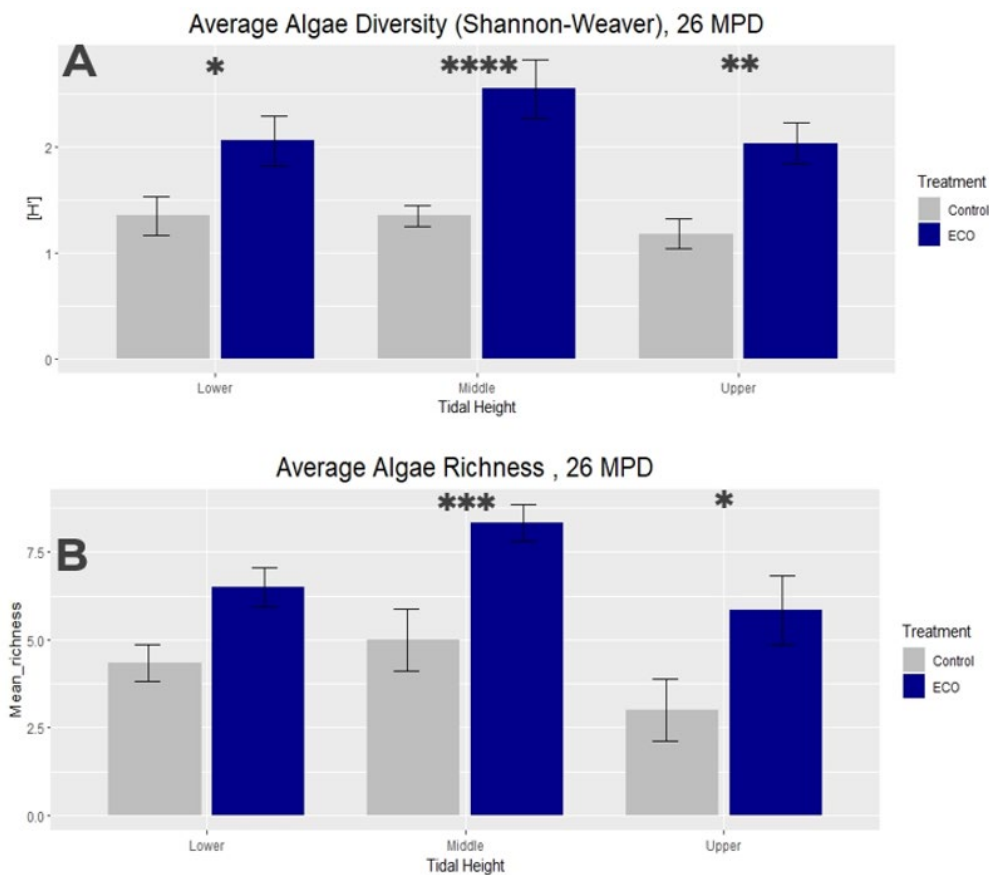 Average Algae Diversity (Shannon-Weaver), 26 MPD
A
* **** **
2
1
0
[H']
Lower Middle Upper
Tidal Height
Treatment
Control
ECO
Average Algae Richness , 26 MPD
B
*** *
7.5
5.0
2.5
0.0
Mean_richness
Lower Middle Upper
Tidal Height
Treatment
Control
ECO